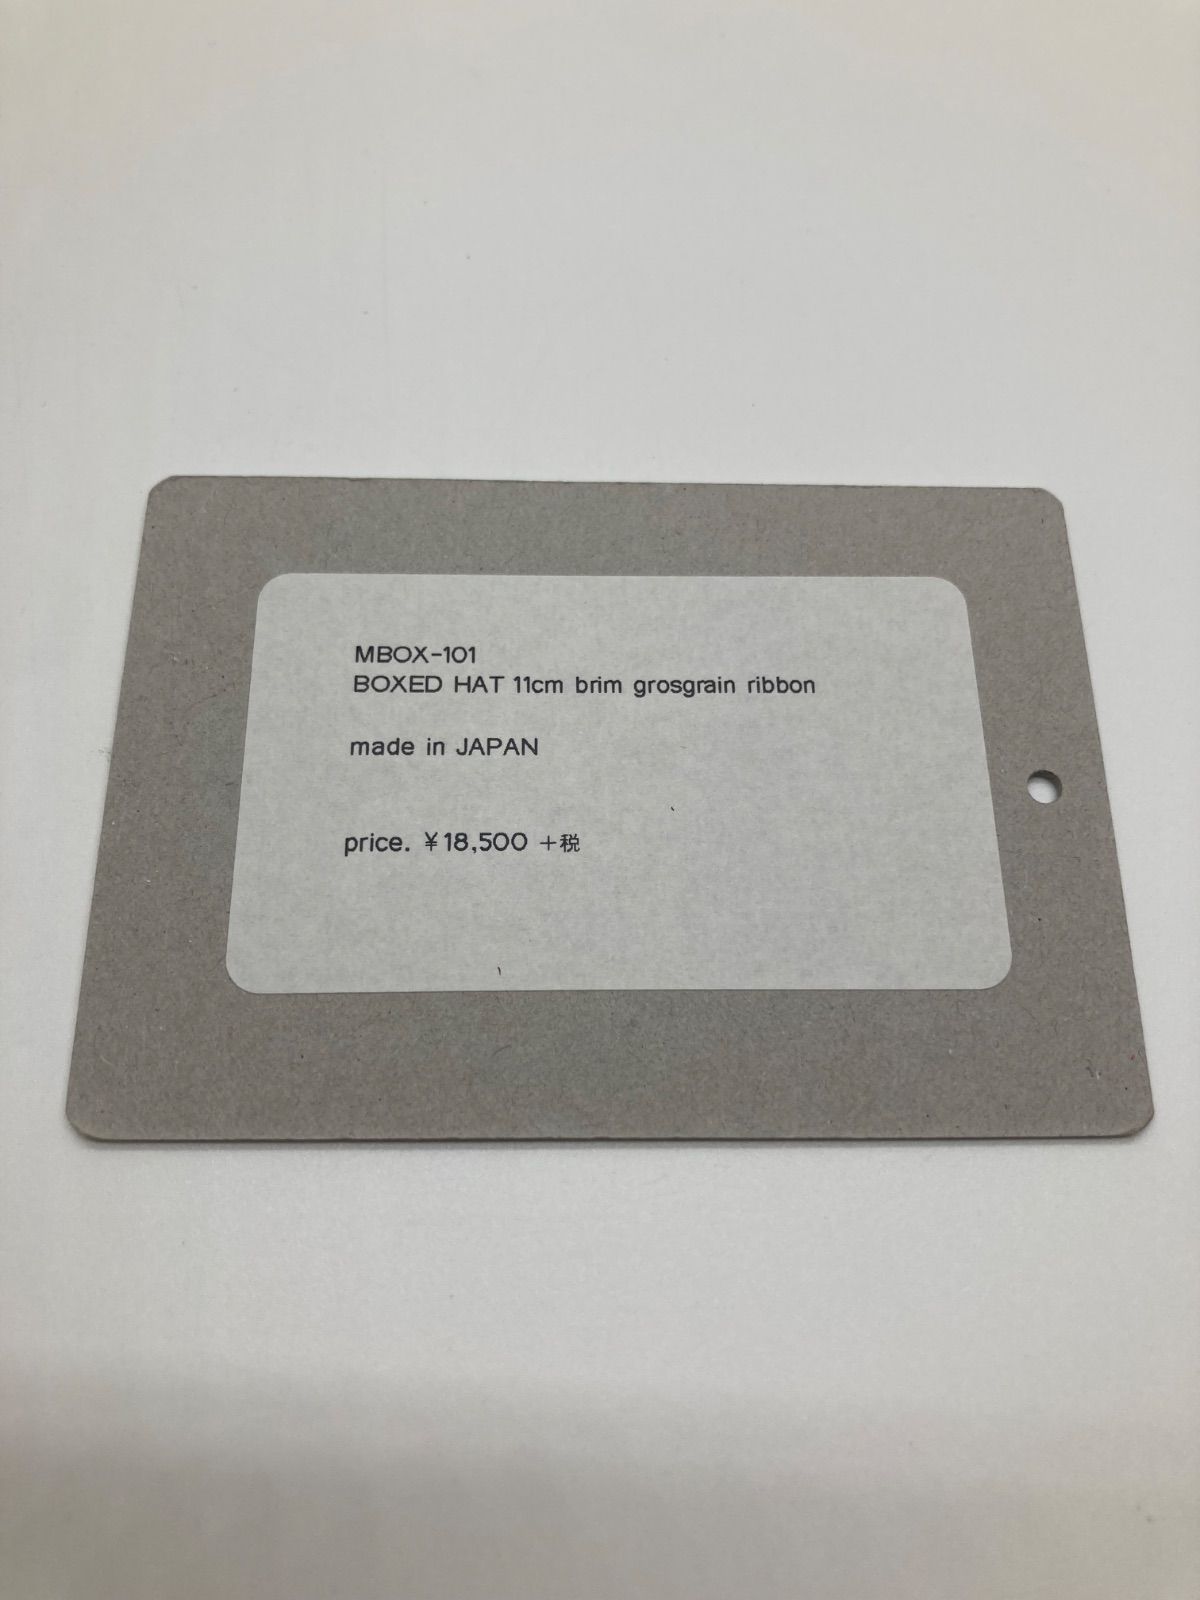 MBOX-101
BOXED HAT 11cm brim grosgrain ribbon
made in JAPAN
price. ¥18,500 +税